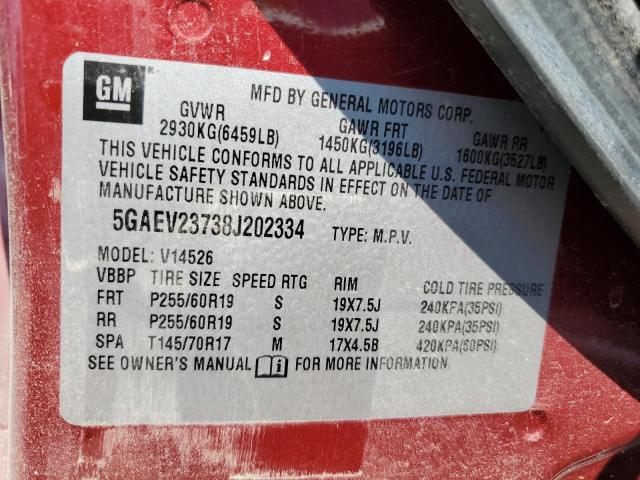 GM
MFD BY GENERAL MOTORS CORP.
GVWR GAWR FRT GAWR RR
2930KG(6459LB) 1450KG(3196LB) 1600KG(3527LB)
THIS VEHICLE CONFORMS TO ALL APPLICABLE U.S. FEDERAL MOTOR
VEHICLE SAFETY STANDARDS IN EFFECT ON THE DATE OF
MANUFACTURE SHOWN ABOVE.
5GAEV23738J202334 TYPE: M.P.V.
MODEL: V14526
VBBP TIRE SIZE SPEED RTG RIM COLD TIRE PRESSURE
FRT P255/60R19 S 19X7.5J 240KPA(35PSI)
RR P255/60R19 S 19X7.5J 240KPA(35PSI)
SPA T145/70R17 M 17X4.5B 420KPA(60PSI)
SEE OWNER'S MANUAL FOR MORE INFORMATION.